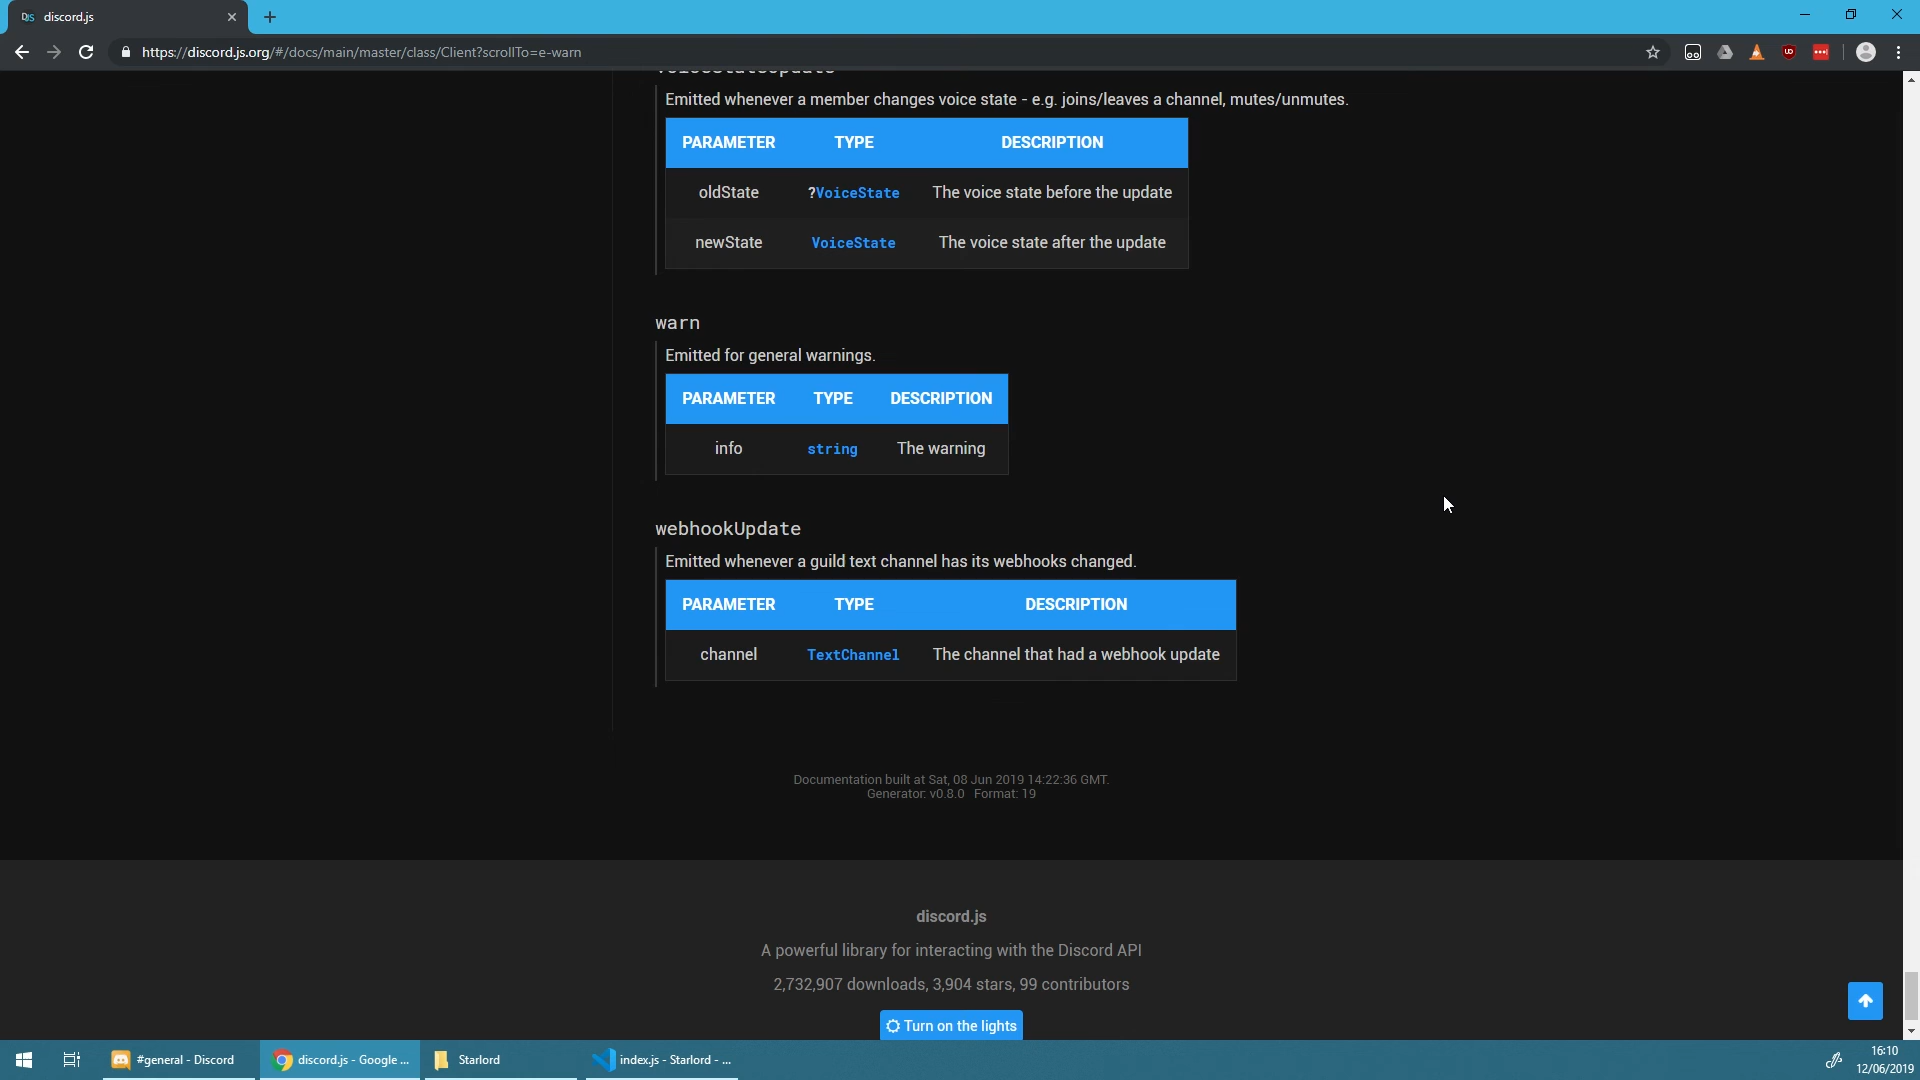 discord.js
https://discord.js.org/#/docs/main/master/class/Client?scrollTo=e-warn
voiceStateUpdate
Emitted whenever a member changes voice state - e.g. joins/leaves a channel, mutes/unmutes.
PARAMETER TYPE DESCRIPTION
oldState ?VoiceState The voice state before the update
newState VoiceState The voice state after the update
warn
Emitted for general warnings.
PARAMETER TYPE DESCRIPTION
info string The warning
webhookUpdate
Emitted whenever a guild text channel has its webhooks changed.
PARAMETER TYPE DESCRIPTION
channel TextChannel The channel that had a webhook update
Documentation built at Sat, 08 Jun 2019 14:22:36 GMT.
Generator: v0.8.0 Format: 19
discord.js
A powerful library for interacting with the Discord API
2,732,907 downloads, 3,904 stars, 99 contributors
Turn on the lights
#general - Discord
discord.js - Google ...
Starlord
index.js - Starlord - ...
16:10
12/06/2019